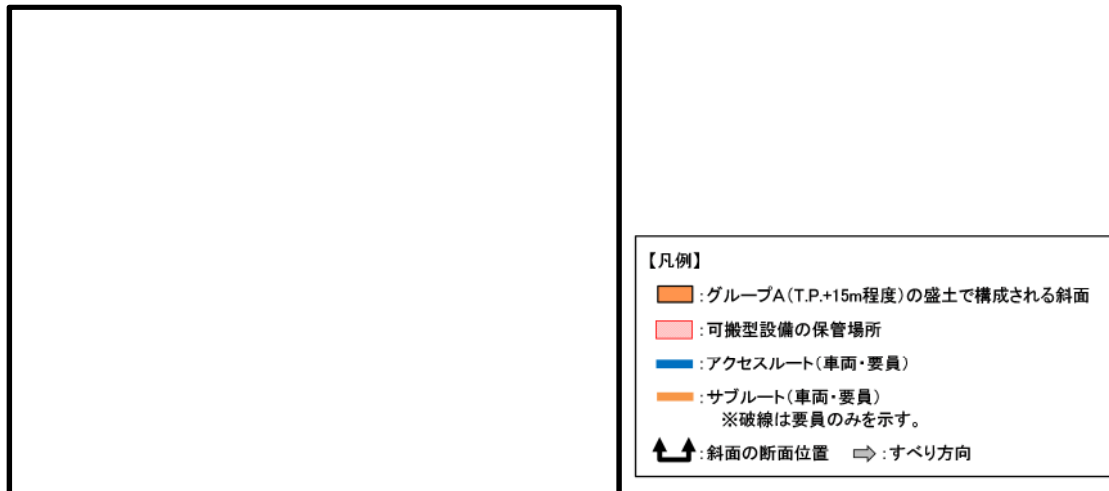 【凡例】
：グループA（T.P.+15m程度）の盛土で構成される斜面
：可搬型設備の保管場所
：アクセスルート（車両・要員）
：サブルート（車両・要員）
※破線は要員のみを示す。
：斜面の断面位置　：すべり方向